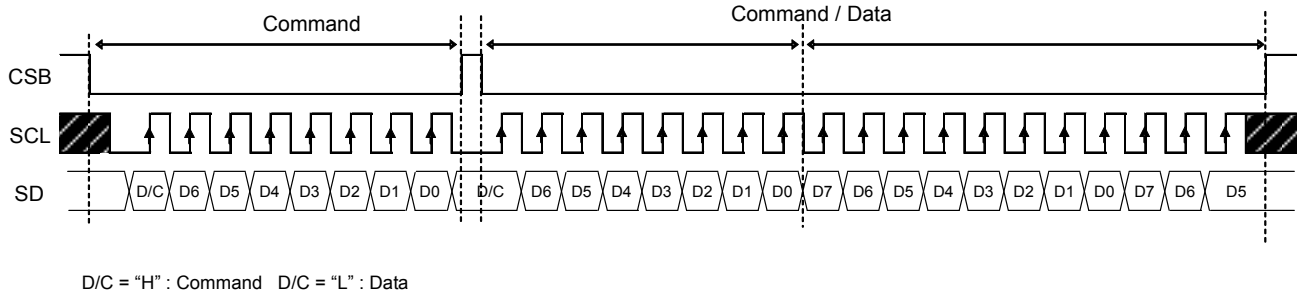 Command
Command / Data
CSB
SCL
SD
D/C D6 D5 D4 D3 D2 D1 D0 D/C D6 D5 D4 D3 D2 D1 D0 D7 D6 D5 D4 D3 D2 D1 D0 D7 D6 D5
D/C = “H” : Command D/C = “L” : Data